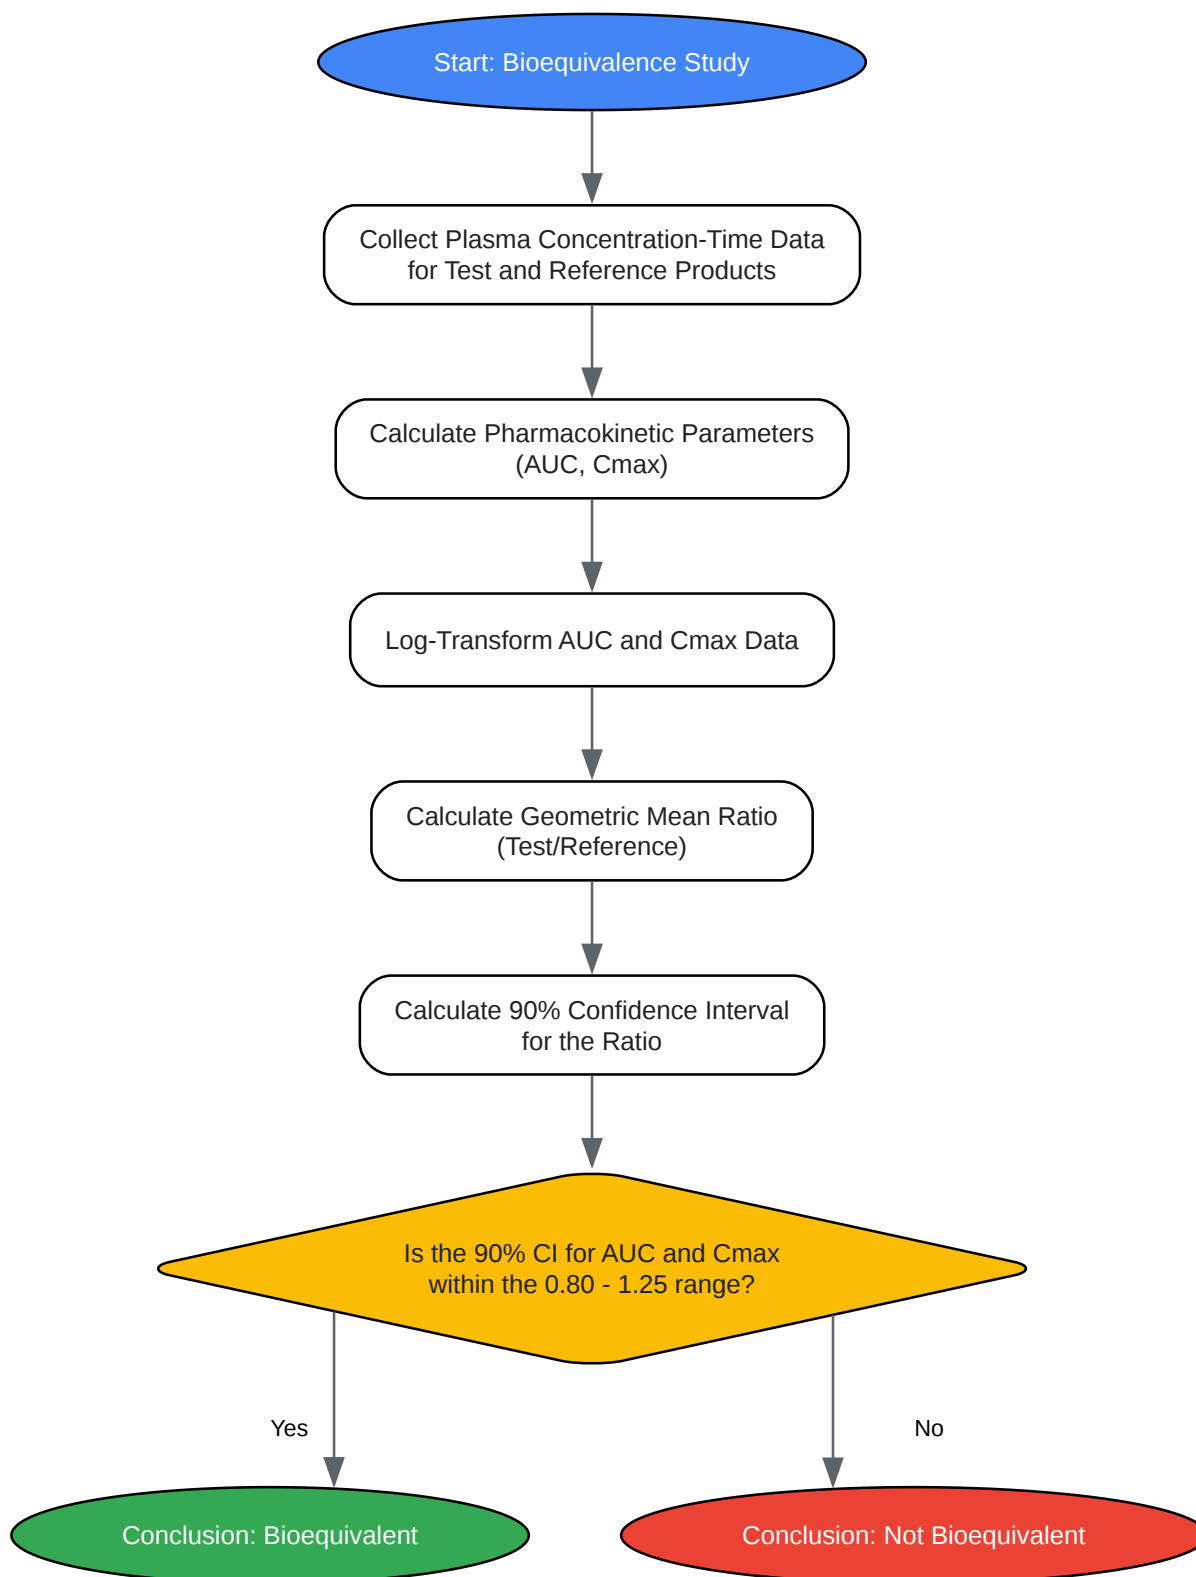 Start: Bioequivalence Study
Collect Plasma Concentration-Time Data
for Test and Reference Products
Calculate Pharmacokinetic Parameters
(AUC, Cmax)
Log-Transform AUC and Cmax Data
Calculate Geometric Mean Ratio
(Test/Reference)
Calculate 90% Confidence Interval
for the Ratio
Is the 90% CI for AUC and Cmax
within the 0.80 - 1.25 range?
Yes
No
Conclusion: Bioequivalent
Conclusion: Not Bioequivalent